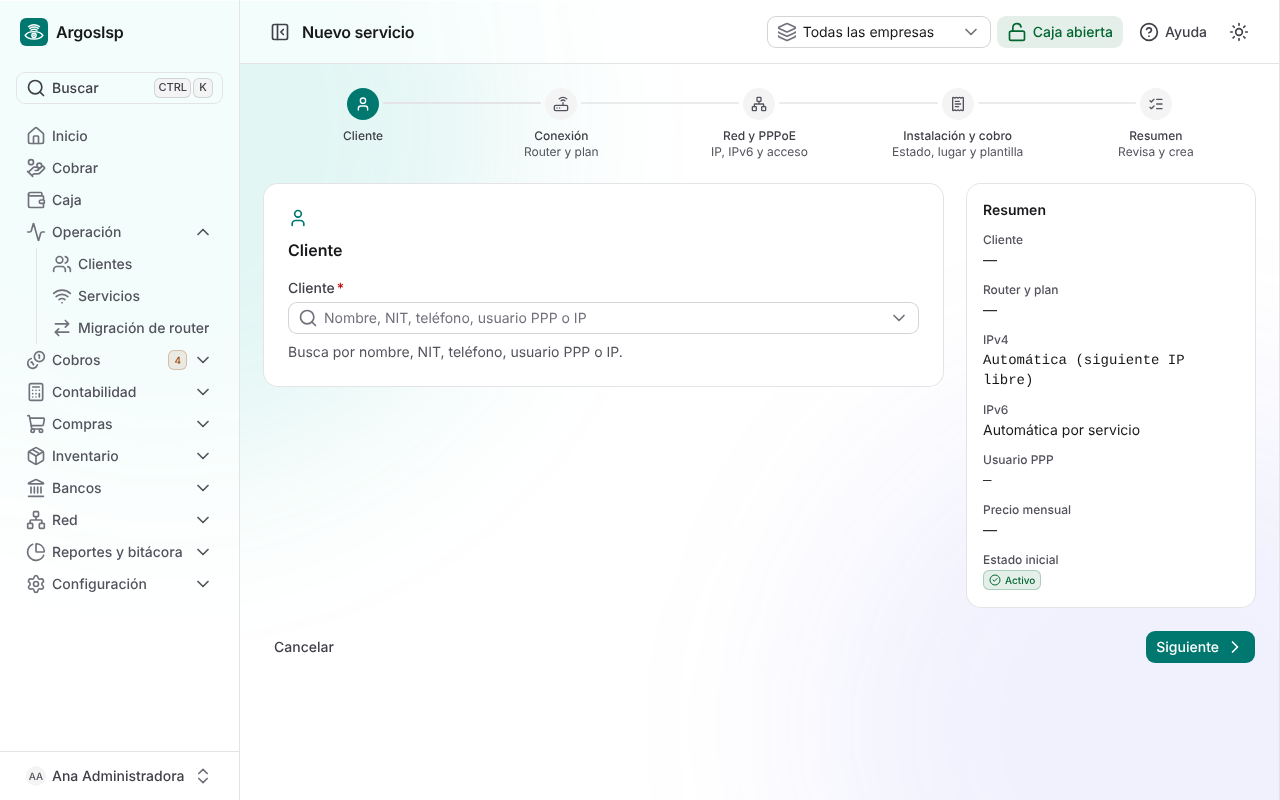 ArgosIsp
Buscar
CTRL K
Inicio
Cobrar
Caja
Operación
Clientes
Servicios
Migración de router
Cobros
4
Contabilidad
Compras
Inventario
Bancos
Red
Reportes y bitácora
Configuración
AA
Ana Administradora
Nuevo servicio
Todas las empresas
Caja abierta
Ayuda
Cliente
Conexión
Router y plan
Red y PPPoE
IP, IPv6 y acceso
Instalación y cobro
Estado, lugar y plantilla
Resumen
Revisa y crea
Cliente
Cliente*
Nombre, NIT, teléfono, usuario PPP o IP
Busca por nombre, NIT, teléfono, usuario PPP o IP.
Resumen
Cliente
—
Router y plan
—
IPv4
Automática (siguiente IP
libre)
IPv6
Automática por servicio
Usuario PPP
—
Precio mensual
—
Estado inicial
Activo
Cancelar
Siguiente